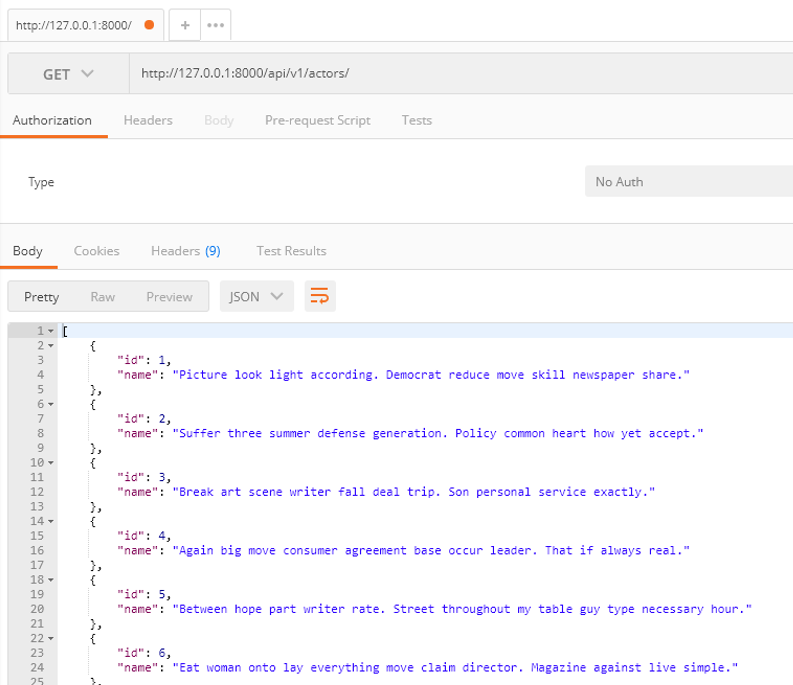 http://127.0.0.1:8000/
GET http://127.0.0.1:8000/api/v1/actors/
Authorization Headers Body Pre-request Script Tests
Type No Auth
Body Cookies Headers (9) Test Results
Pretty Raw Preview JSON
1 [
2 {
3 "id": 1,
4 "name": "Picture look light according. Democrat reduce move skill newspaper share."
5 },
6 {
7 "id": 2,
8 "name": "Suffer three summer defense generation. Policy common heart how yet accept."
9 },
10 {
11 "id": 3,
12 "name": "Break art scene writer fall deal trip. Son personal service exactly."
13 },
14 {
15 "id": 4,
16 "name": "Again big move consumer agreement base occur leader. That if always real."
17 },
18 {
19 "id": 5,
20 "name": "Between hope part writer rate. Street throughout my table guy type necessary hour."
21 },
22 {
23 "id": 6,
24 "name": "Eat woman onto lay everything move claim director. Magazine against live simple."
25 },